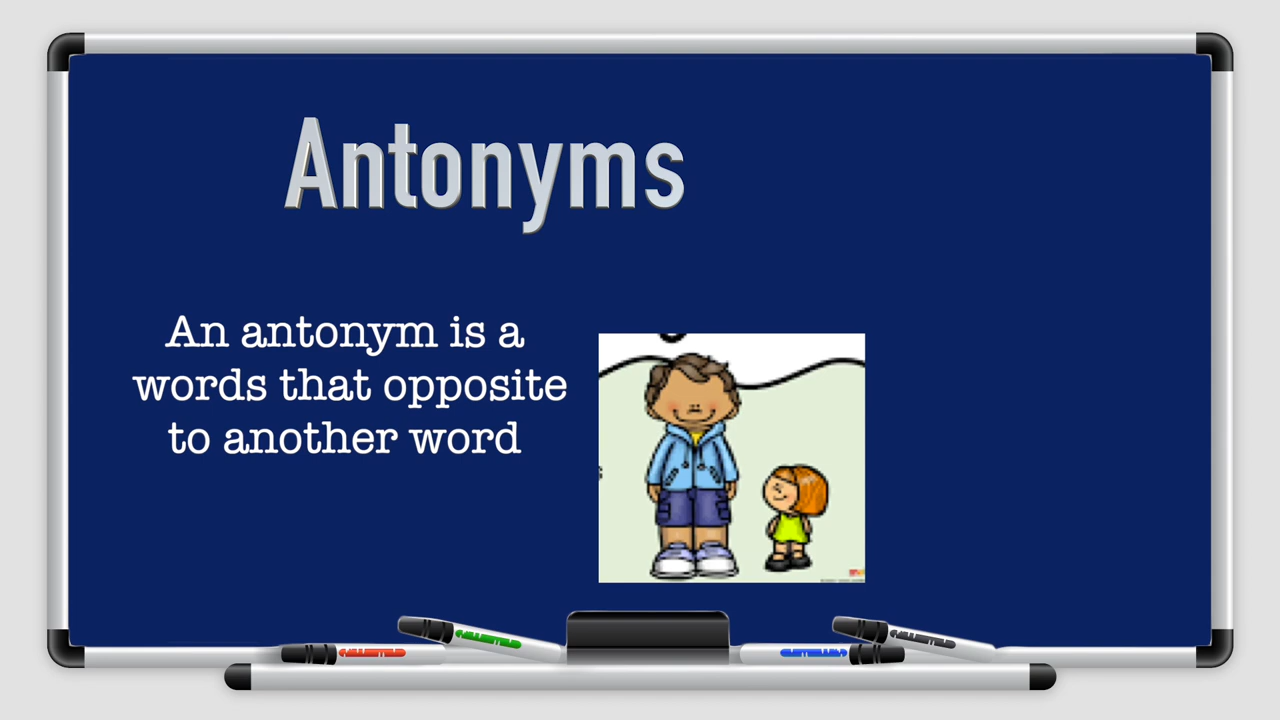 Antonyms
An antonym is a
words that opposite
to another word